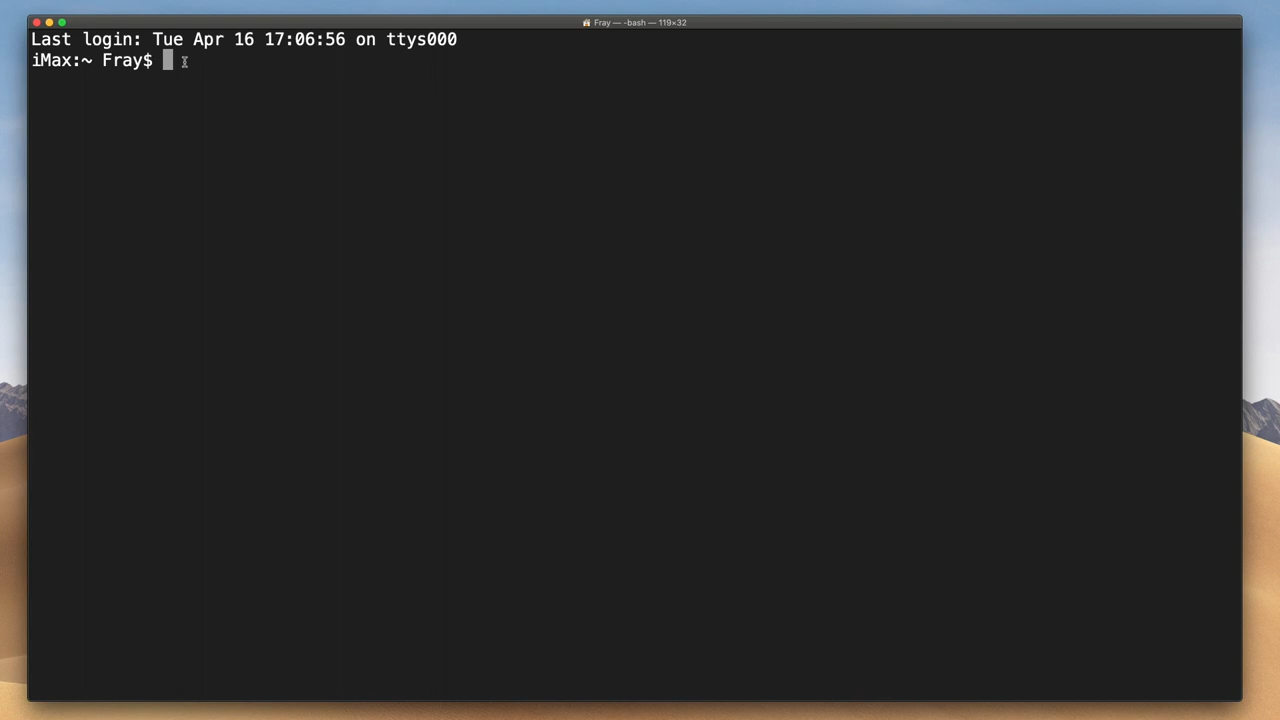 Fray — -bash — 119×32
Last login: Tue Apr 16 17:06:56 on ttys000
iMax:~ Fray$